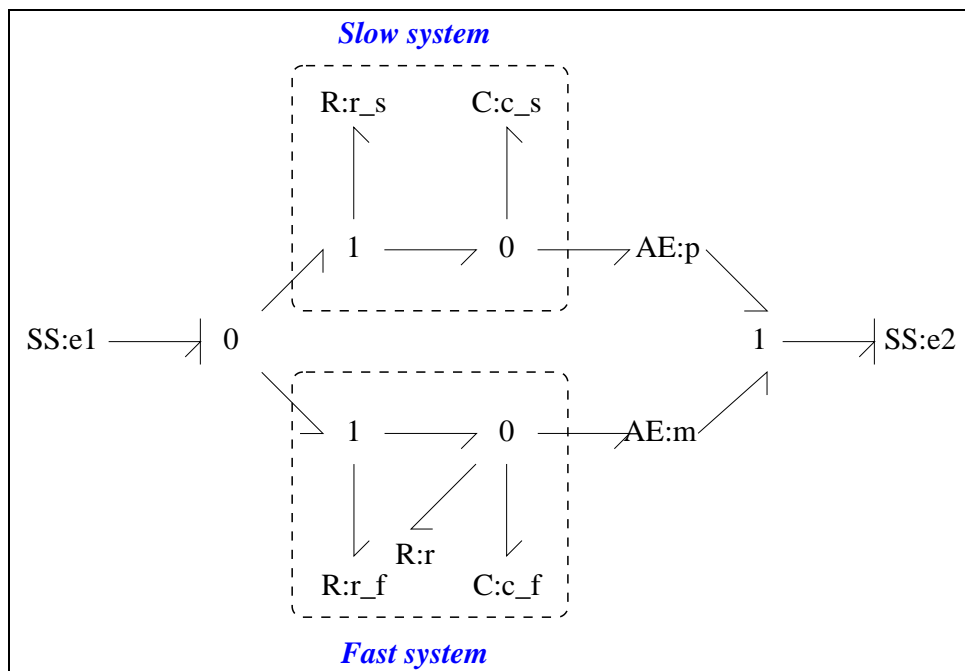 Slow system
R:r_s C:c_s
1 0 AE:p
SS:e1 0 1 SS:e2
1 0 AE:m
R:r
R:r_f C:c_f
Fast system